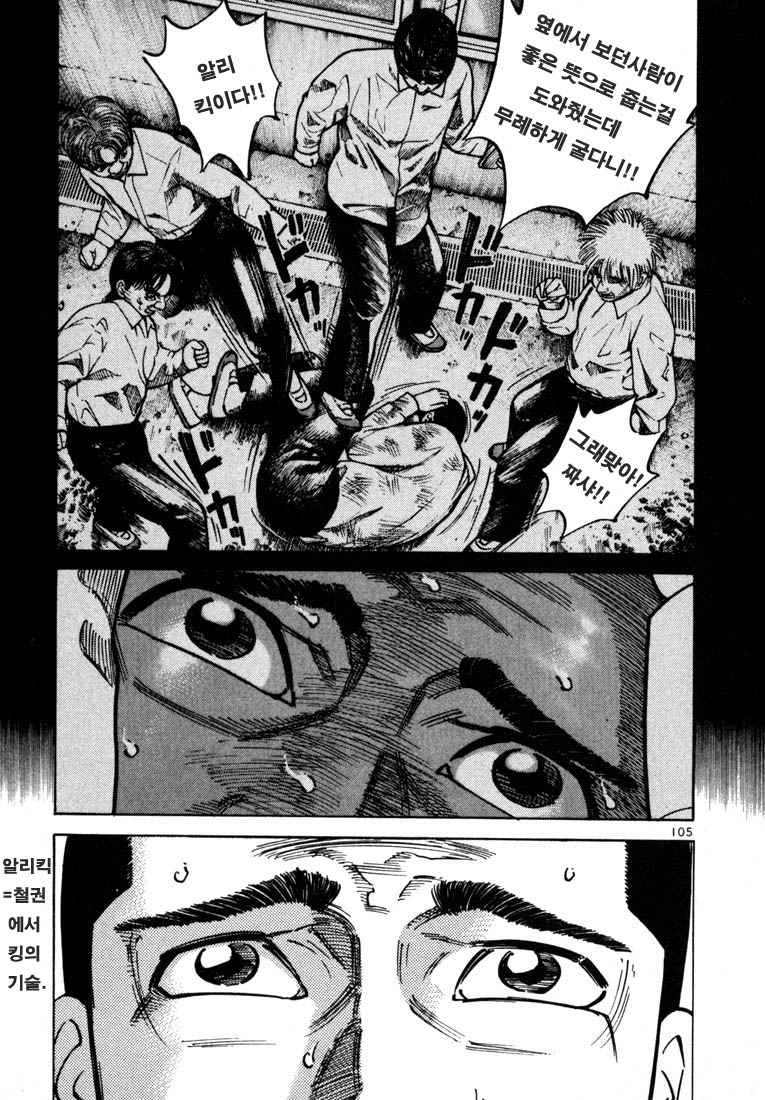 옆에서 보던사람이
좋은 뜻으로 줍는걸
도와줬는데
무례하게 굴다니!!
알리
킥이다!!
ドドカッ
ドカッ
ドカッ
ドカッ
그래맞아!
짜샤!!
105
알리킥
=철권
에서
킹의
기술.